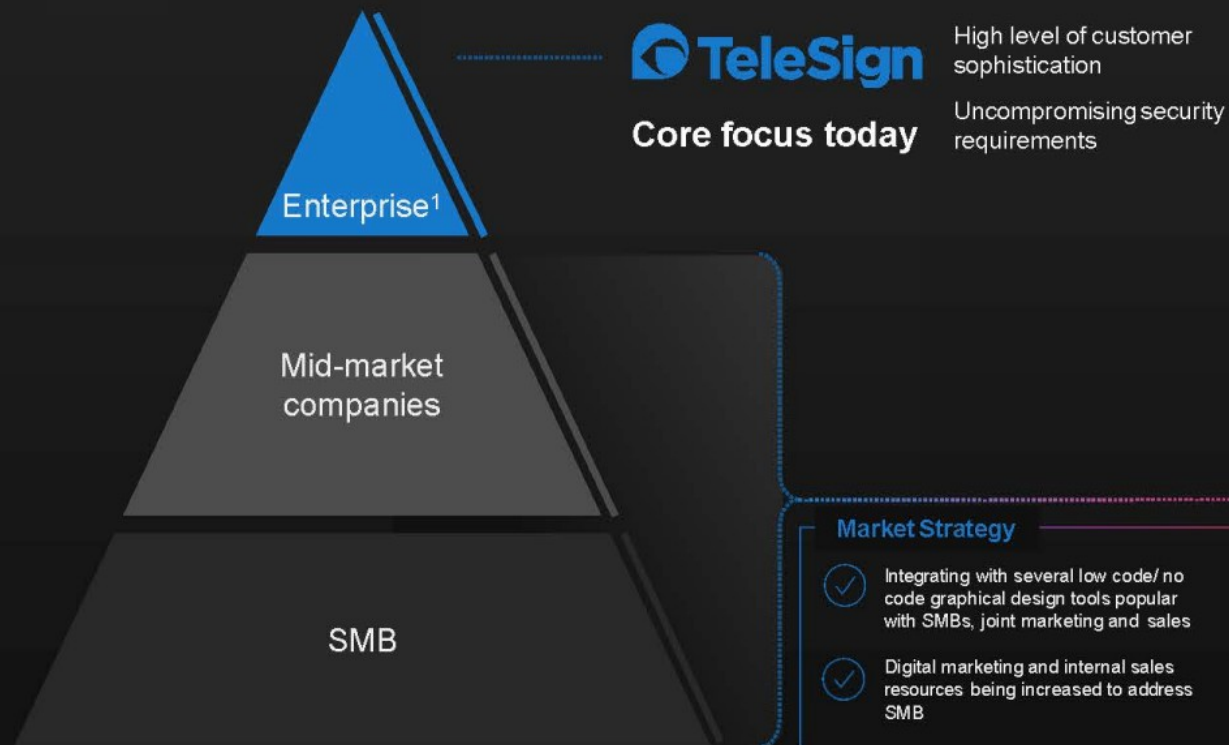 TeleSign
Core focus today
High level of customer
sophistication
Uncompromising security
requirements
Enterprise¹
Mid-market
companies
SMB
Market Strategy
Integrating with several low code/ no
code graphical design tools popular
with SMBs, joint marketing and sales
Digital marketing and internal sales
resources being increased to address
SMB